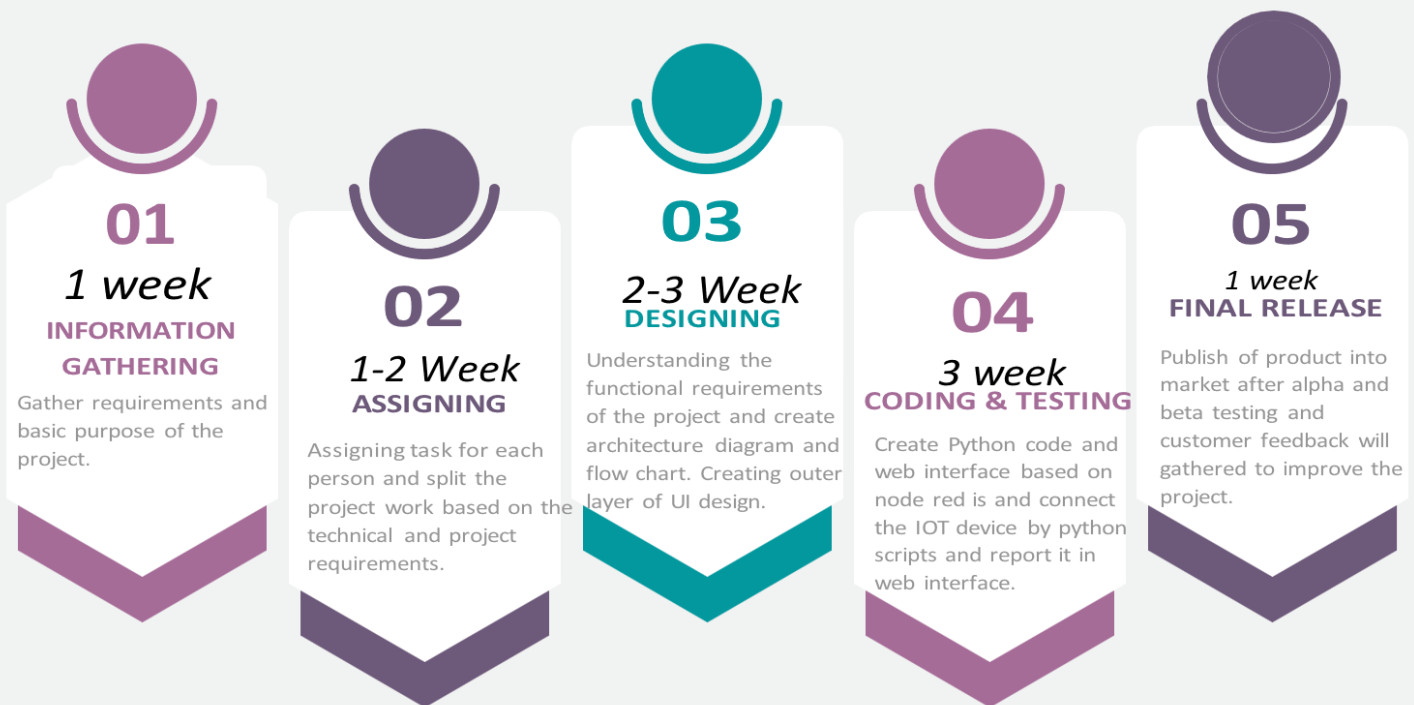 01
1 week
INFORMATION
GATHERING
Gather requirements and
basic purpose of the
project.
02
1-2 Week
ASSIGNING
Assigning task for each
person and split the
project work based on the
technical and project
requirements.
03
2-3 Week
DESIGNING
Understanding the
functional requirements
of the project and create
architecture diagram and
flow chart. Creating outer
layer of UI design.
04
3 week
CODING & TESTING
Create Python code and
web interface based on
node red is and connect
the IOT device by python
scripts and report it in
web interface.
05
1 week
FINAL RELEASE
Publish of product into
market after alpha and
beta testing and
customer feedback will
gathered to improve the
project.